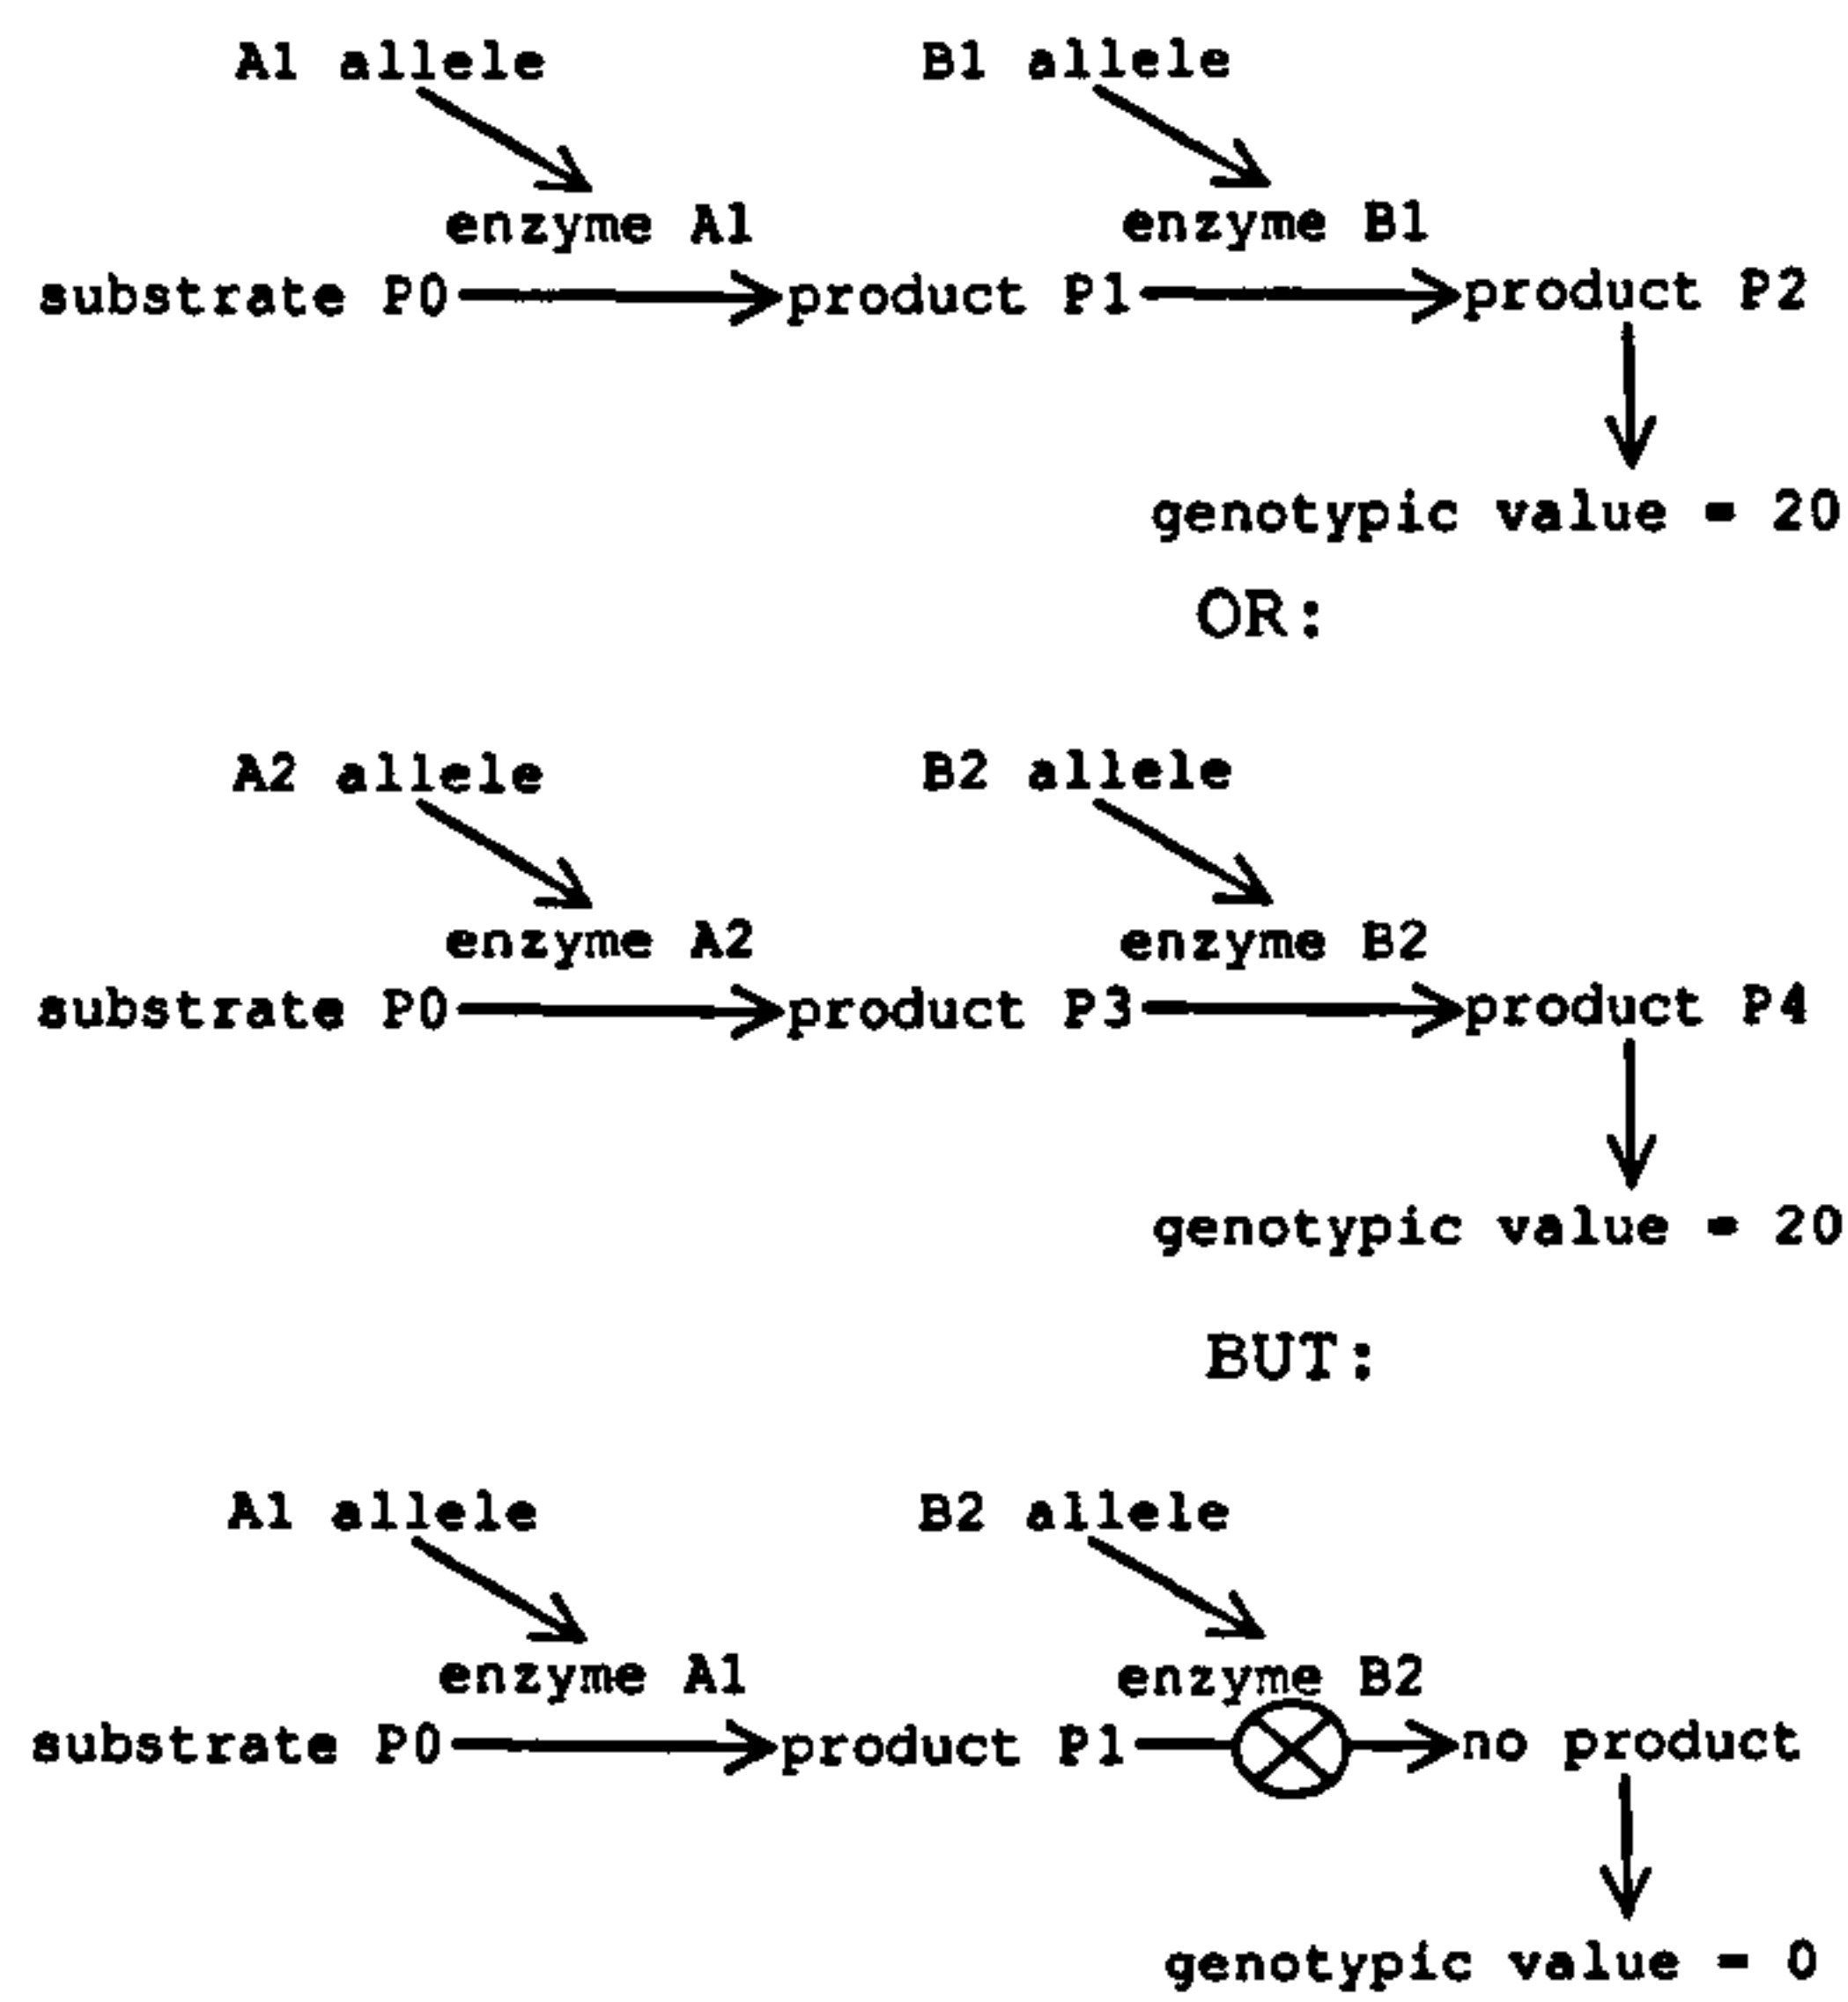 A1 allele B1 allele
enzyme A1 enzyme B1
substrate P0 product P1 product P2
genotypic value = 20
OR:
A2 allele B2 allele
enzyme A2 enzyme B2
substrate P0 product P3 product P4
genotypic value = 20
BUT:
A1 allele B2 allele
enzyme A1 enzyme B2
substrate P0 product P1 no product
genotypic value = 0